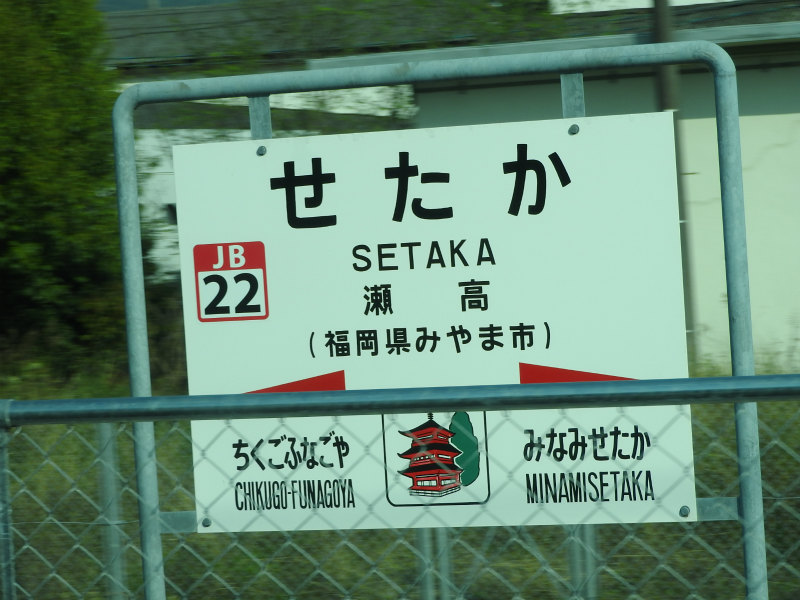 せたか
SETAKA
JB
22
瀬 高
(福岡県みやま市)
ちくごふなごや
CHIKUGO-FUNAGOYA
みなみせたか
MINAMISETAKA